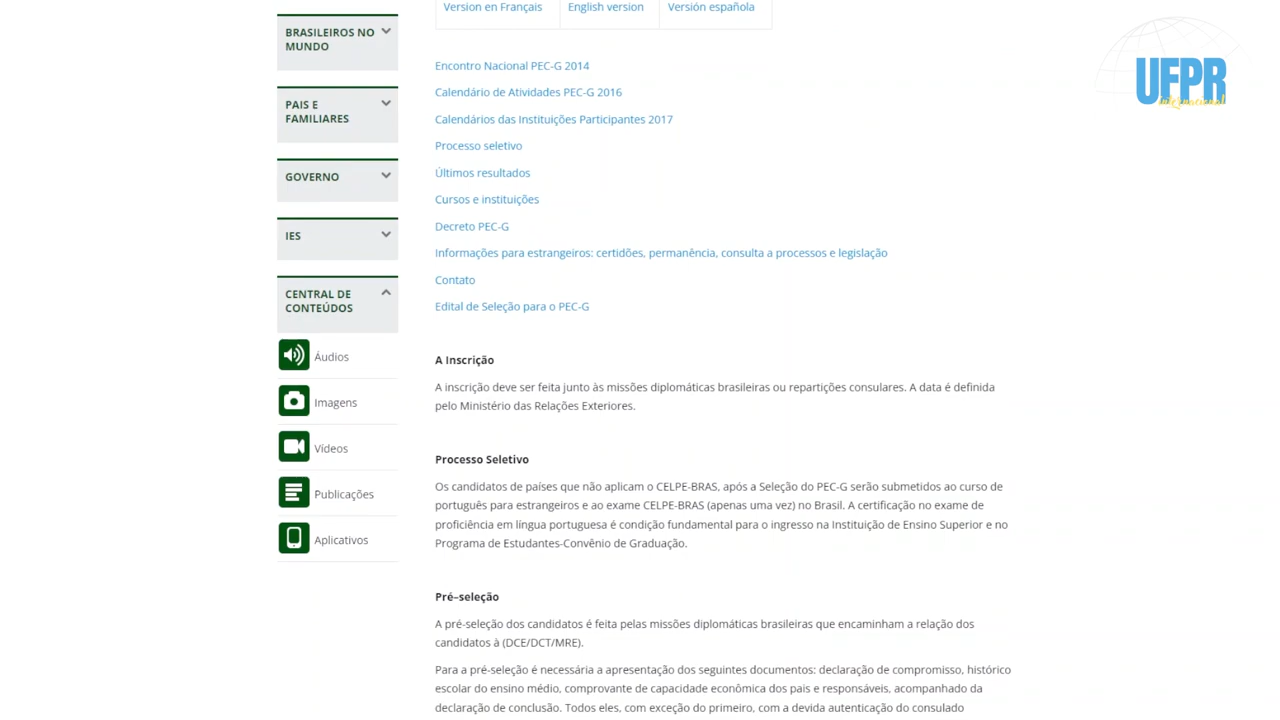 Version en Français
English version
Versión española
BRASILEIROS NO
MUNDO
PAIS E
FAMILIARES
GOVERNO
IES
CENTRAL DE
CONTEÚDOS
Áudios
Imagens
Vídeos
Publicações
Aplicativos
Encontro Nacional PEC-G 2014
Calendário de Atividades PEC-G 2016
Calendários das Instituições Participantes 2017
Processo seletivo
Últimos resultados
Cursos e instituições
Decreto PEC-G
Informações para estrangeiros: certidões, permanência, consulta a processos e legislação
Contato
Edital de Seleção para o PEC-G
A Inscrição
A inscrição deve ser feita junto às missões diplomáticas brasileiras ou repartições consulares. A data é definida
pelo Ministério das Relações Exteriores.
Processo Seletivo
Os candidatos de países que não aplicam o CELPE-BRAS, após a Seleção do PEC-G serão submetidos ao curso de
português para estrangeiros e ao exame CELPE-BRAS (apenas uma vez) no Brasil. A certificação no exame de
proficiência em língua portuguesa é condição fundamental para o ingresso na Instituição de Ensino Superior e no
Programa de Estudantes-Convênio de Graduação.
Pré–seleção
A pré-seleção dos candidatos é feita pelas missões diplomáticas brasileiras que encaminham a relação dos
candidatos à (DCE/DCT/MRE).
Para a pré-seleção é necessária a apresentação dos seguintes documentos: declaração de compromisso, histórico
escolar do ensino médio, comprovante de capacidade econômica dos pais e responsáveis, acompanhado da
declaração de conclusão. Todos eles, com exceção do primeiro, com a devida autenticação do consulado
UFPR
internacional